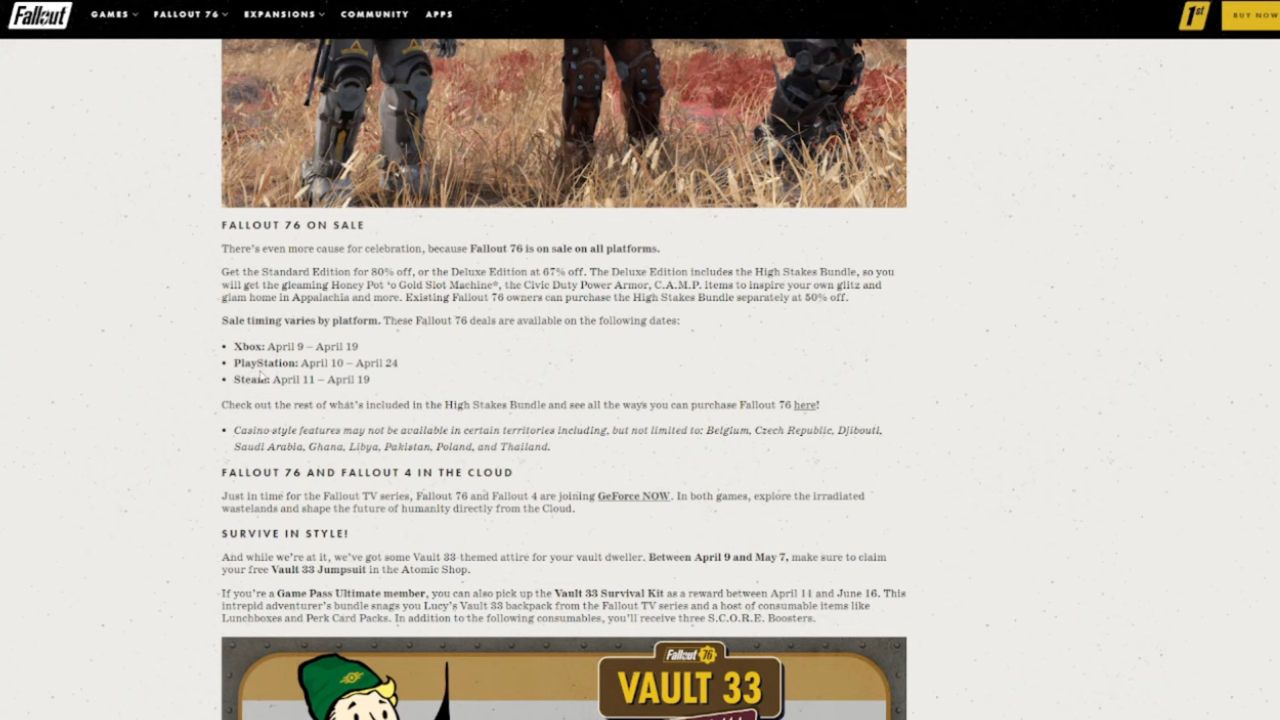 Fallout GAMES FALLOUT 76 EXPANSIONS COMMUNITY APPS 1st BUY NOW
FALLOUT 76 ON SALE
There's even more cause for celebration, because Fallout 76 is on sale on all platforms.
Get the Standard Edition for 80% off, or the Deluxe Edition at 67% off. The Deluxe Edition includes the High Stakes Bundle, so you
will get the gleaming Honey Pot 'o Gold Slot Machine*, the Civic Duty Power Armor, C.A.M.P. items to inspire your own glitz and
glam home in Appalachia and more. Existing Fallout 76 owners can purchase the High Stakes Bundle separately at 50% off.
Sale timing varies by platform. These Fallout 76 deals are available on the following dates:
• Xbox: April 9 – April 19
• PlayStation: April 10 – April 24
• Steam: April 11 – April 19
Check out the rest of what's included in the High Stakes Bundle and see all the ways you can purchase Fallout 76 here!
• Casino-style features may not be available in certain territories including, but not limited to: Belgium, Czech Republic, Djibouti,
Saudi Arabia, Ghana, Libya, Pakistan, Poland, and Thailand.
FALLOUT 76 AND FALLOUT 4 IN THE CLOUD
Just in time for the Fallout TV series, Fallout 76 and Fallout 4 are joining GeForce NOW. In both games, explore the irradiated
wastelands and shape the future of humanity directly from the Cloud.
SURVIVE IN STYLE!
And while we're at it, we've got some Vault 33-themed attire for your vault dweller. Between April 9 and May 7, make sure to claim
your free Vault 33 Jumpsuit in the Atomic Shop.
If you're a Game Pass Ultimate member, you can also pick up the Vault 33 Survival Kit as a reward between April 11 and June 16. This
intrepid adventurer's bundle snags you Lucy's Vault 33 backpack from the Fallout TV series and a host of consumable items like
Lunchboxes and Perk Card Packs. In addition to the following consumables, you'll receive three S.C.O.R.E. Boosters.
Fallout 76
VAULT 33